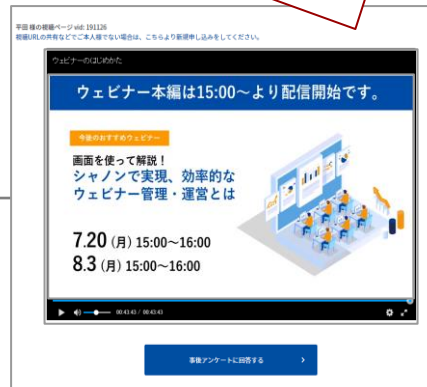 平田 様の視聴ページ vid: 191126
視聴URLの共有などでご本人様でない場合は、こちらより新規申し込みをしてください。
ウェビナーのはじめかた
ウェビナー本編は15:00〜より配信開始です。
今後のおすすめウェビナー
画面を使って解説！
シャノンで実現、効率的な
ウェビナー管理・運営とは
7.20 (月) 15:00〜16:00
8.3 (月) 15:00〜16:00
00:43:43 / 00:43:43
事後アンケートに回答する